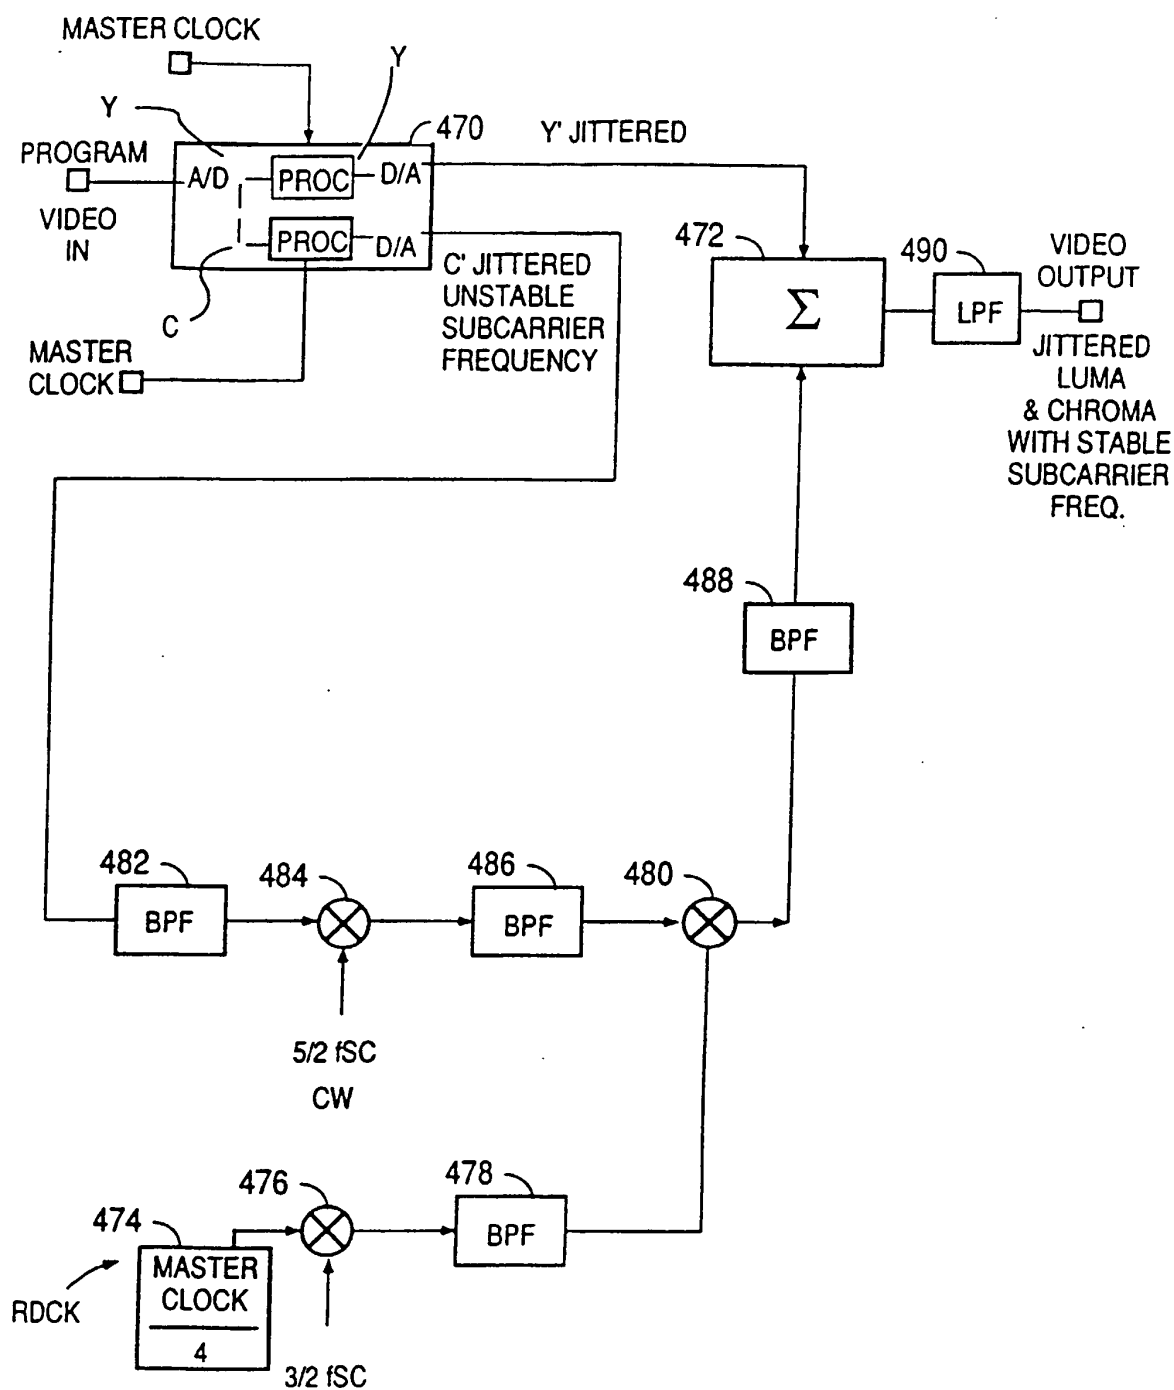 MASTER CLOCK
Y
Y
470
Y' JITTERED
PROGRAM
A/D
PROC
D/A
VIDEO
IN
PROC
D/A
C
C' JITTERED
UNSTABLE
SUBCARRIER
FREQUENCY
MASTER
CLOCK
472
Σ
490
LPF
VIDEO
OUTPUT
JITTERED
LUMA
& CHROMA
WITH STABLE
SUBCARRIER
FREQ.
488
BPF
482
BPF
484
486
BPF
480
5/2 fSC
CW
474
476
478
BPF
MASTER
CLOCK
4
RDCK
3/2 fSC